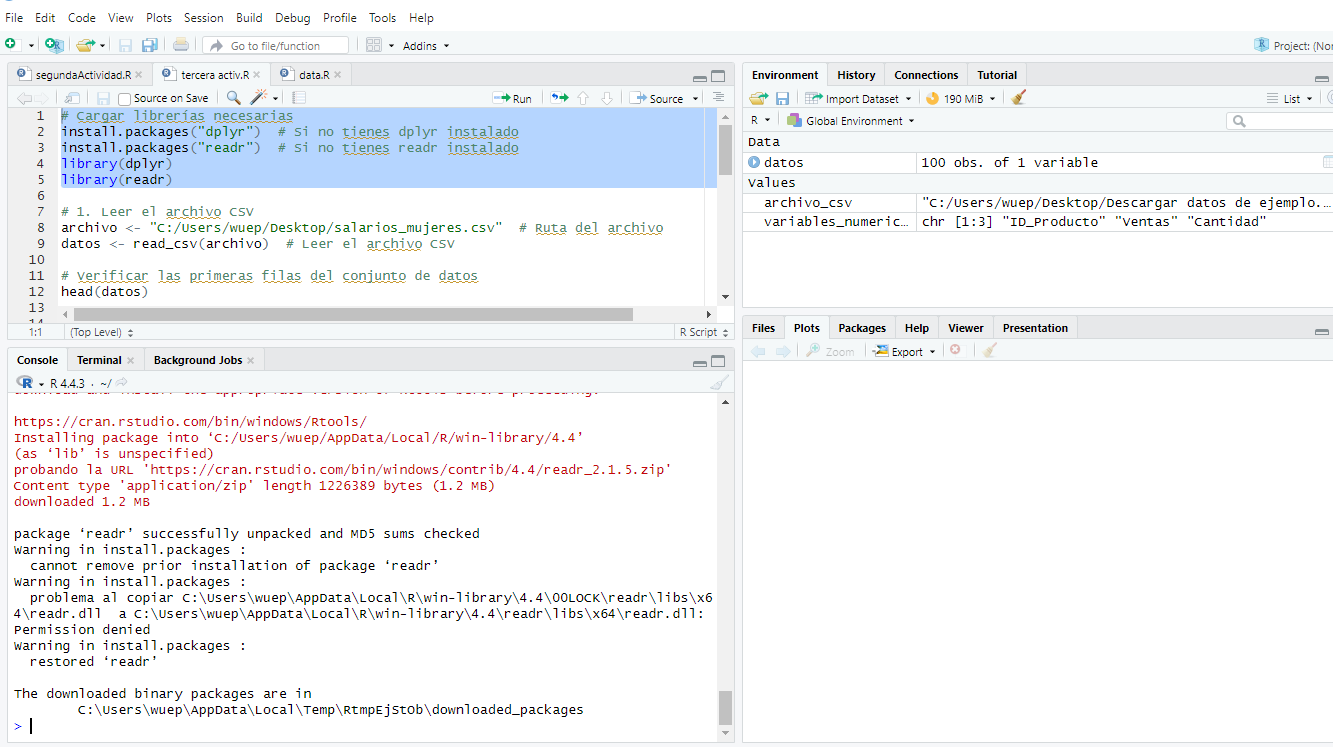 File Edit Code View Plots Session Build Debug Profile Tools Help
Go to file/function Addins Project: (Nor
segundaActividad.R tercera activ.R data.R
Source on Save Run Source
1 # Cargar librerías necesarias
2 install.packages("dplyr") # Si no tienes dplyr instalado
3 install.packages("readr") # Si no tienes readr instalado
4 library(dplyr)
5 library(readr)
6
7 # 1. Leer el archivo CSV
8 archivo <- "C:/Users/wuep/Desktop/salarios_mujeres.csv" # Ruta del archivo
9 datos <- read_csv(archivo) # Leer el archivo CSV
10
11 # Verificar las primeras filas del conjunto de datos
12 head(datos)
13
14
1:1 (Top Level) R Script
Console Terminal Background Jobs
R 4.4.3 · ~/
https://cran.rstudio.com/bin/windows/Rtools/
Installing package into ‘C:/Users/wuep/AppData/Local/R/win-library/4.4’
(as ‘lib’ is unspecified)
probando la URL 'https://cran.rstudio.com/bin/windows/contrib/4.4/readr_2.1.5.zip'
Content type 'application/zip' length 1226389 bytes (1.2 MB)
downloaded 1.2 MB
package ‘readr’ successfully unpacked and MD5 sums checked
Warning in install.packages :
cannot remove prior installation of package ‘readr’
Warning in install.packages :
problema al copiar C:\Users\wuep\AppData\Local\R\win-library\4.4\00LOCK\readr\libs\x6
4\readr.dll a C:\Users\wuep\AppData\Local\R\win-library\4.4\readr\libs\x64\readr.dll:
Permission denied
Warning in install.packages :
restored ‘readr’
The downloaded binary packages are in
C:\Users\wuep\AppData\Local\Temp\RtmpEjStOb\downloaded_packages
>
Environment History Connections Tutorial
Import Dataset 190 MiB List
R Global Environment
Data
datos 100 obs. of 1 variable
Values
archivo_csv "C:/Users/wuep/Desktop/Descargar datos de ejemplo.…
variables_numeric… chr [1:3] "ID_Producto" "Ventas" "Cantidad"
Files Plots Packages Help Viewer Presentation
Zoom Export